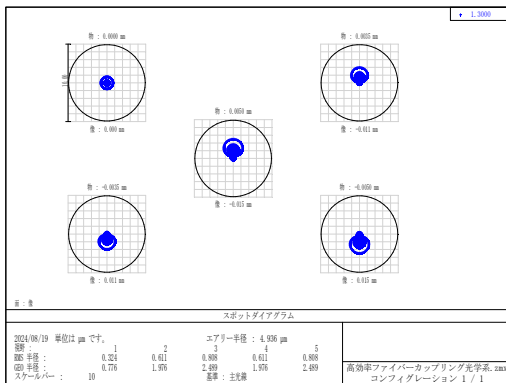 + 1.3000
物 : 0.0000 mm
物 : 0.0035 mm
像 : 0.000 mm
像 : -0.011 mm
物 : 0.0050 mm
像 : -0.015 mm
物 : -0.0035 mm
物 : -0.0050 mm
像 : 0.011 mm
像 : 0.015 mm
面 : 像
スポットダイアグラム
2024/08/19 単位は μm です。 エアリー半径 : 4.936 μm
視野 : 1 2 3 4 5
RMS 半径 : 0.324 0.611 0.808 0.611 0.808
GEO 半径 : 0.776 1.976 2.489 1.976 2.489
スケールバー : 10 基準 : 主光線
高効率ファイバーカップリング光学系.zmx
コンフィグレーション 1 / 1